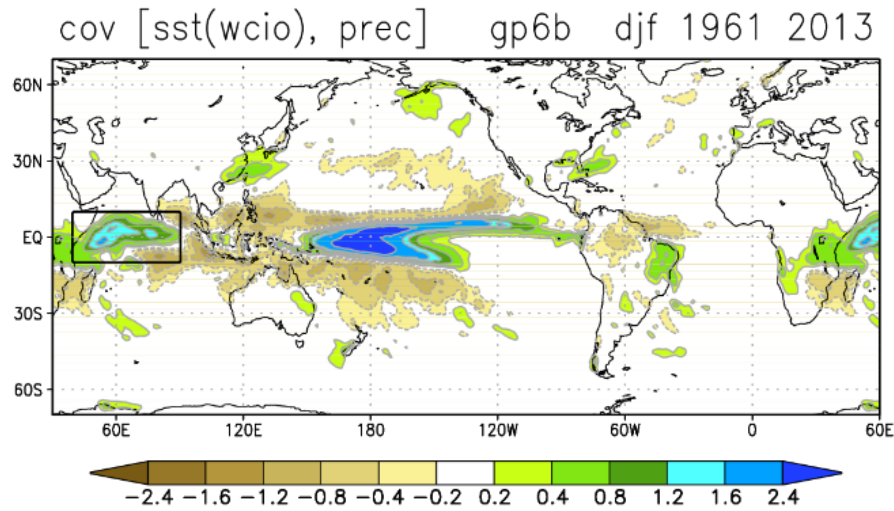 cov [sst(wcio), prec] gp6b djf 1961 2013
60N
30N
EQ
30S
60S
60E 120E 180 120W 60W 0 60E
−2.4 −1.6 −1.2 −0.8 −0.4 −0.2 0.2 0.4 0.8 1.2 1.6 2.4